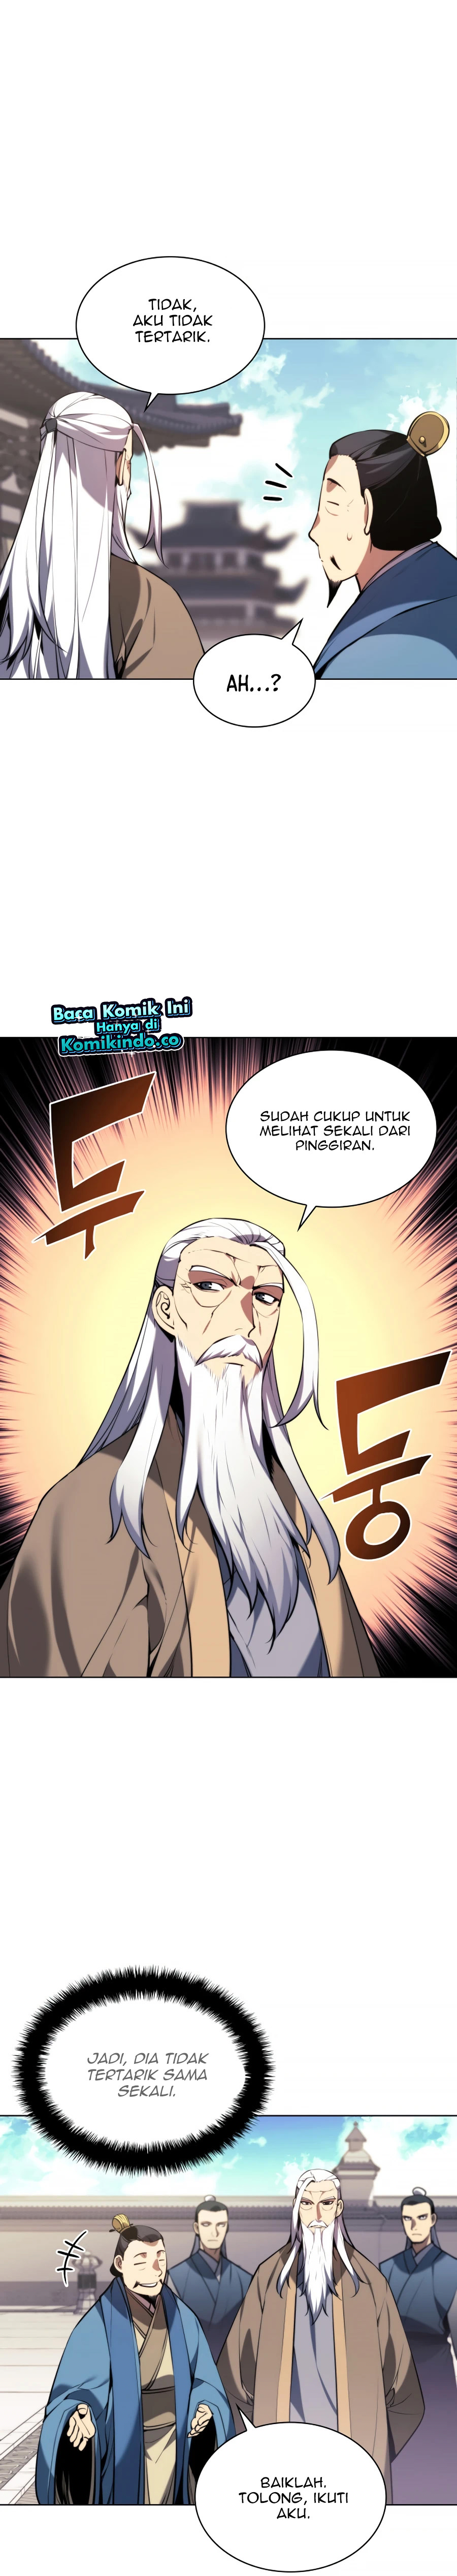 TIDAK,
AKU TIDAK
TERTARIK.
AH...?
Baca Komik Ini
Hanya di
Komikindo.co
SUDAH CUKUP UNTUK
MELIHAT SEKALI DARI
PINGGIRAN.
두
둥
JADI, DIA TIDAK
TERTARIK SAMA
SEKALI.
BAIKLAH.
TOLONG, IKUTI
AKU.